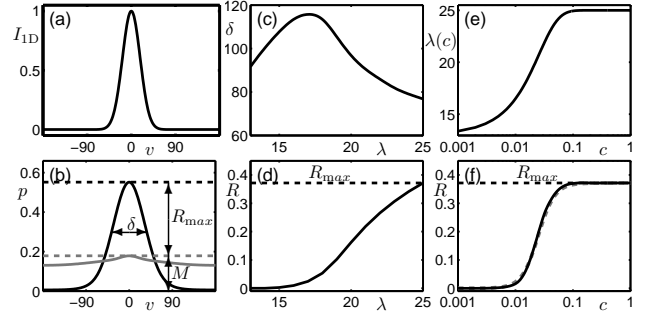 (a)
I1D
1
0.5
0
−90 0 v 90
(b)
p
0.6
0.4
0.2
0
δ
Rmax
M
−90 0 v 90
(c)
δ
120
100
80
60
15 λ 20 25
(d)
Rmax
R
0.4
0.3
0.2
0.1
0
15 λ 20 25
(e)
λ(c)
25
20
15
0.001 0.01 0.1 c 1
(f)
Rmax
R
0.4
0.3
0.2
0.1
0
0.001 0.01 0.1 c 1